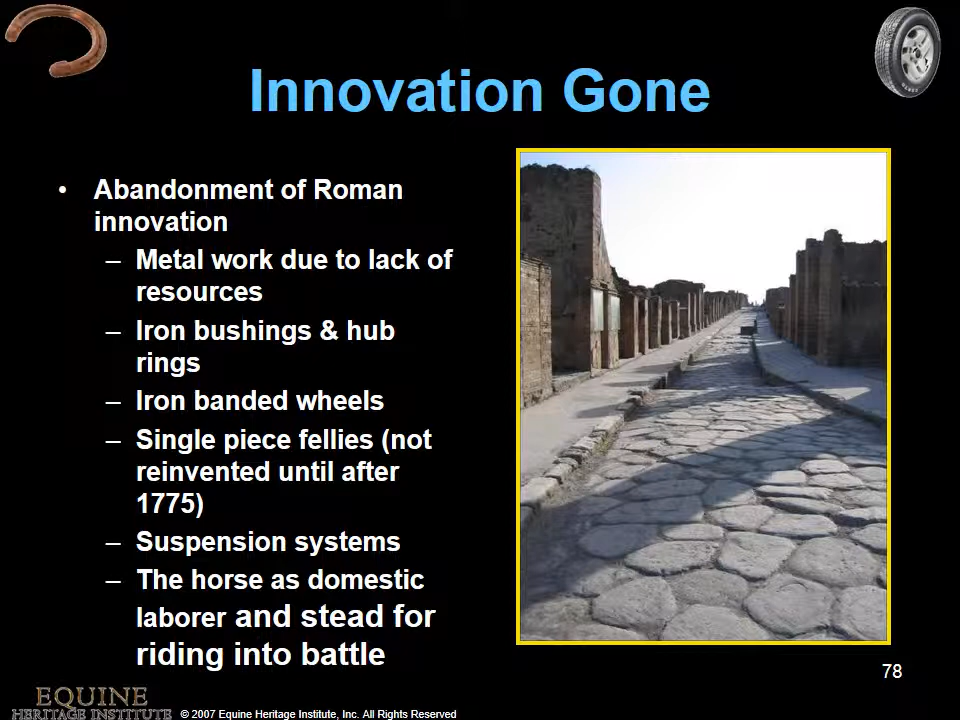 Innovation Gone
• Abandonment of Roman
innovation
– Metal work due to lack of
resources
– Iron bushings & hub
rings
– Iron banded wheels
– Single piece fellies (not
reinvented until after
1775)
– Suspension systems
– The horse as domestic
laborer and stead for
riding into battle
78
EQUINE
HERITAGE INSTITUTE
© 2007 Equine Heritage Institute, Inc. All Rights Reserved